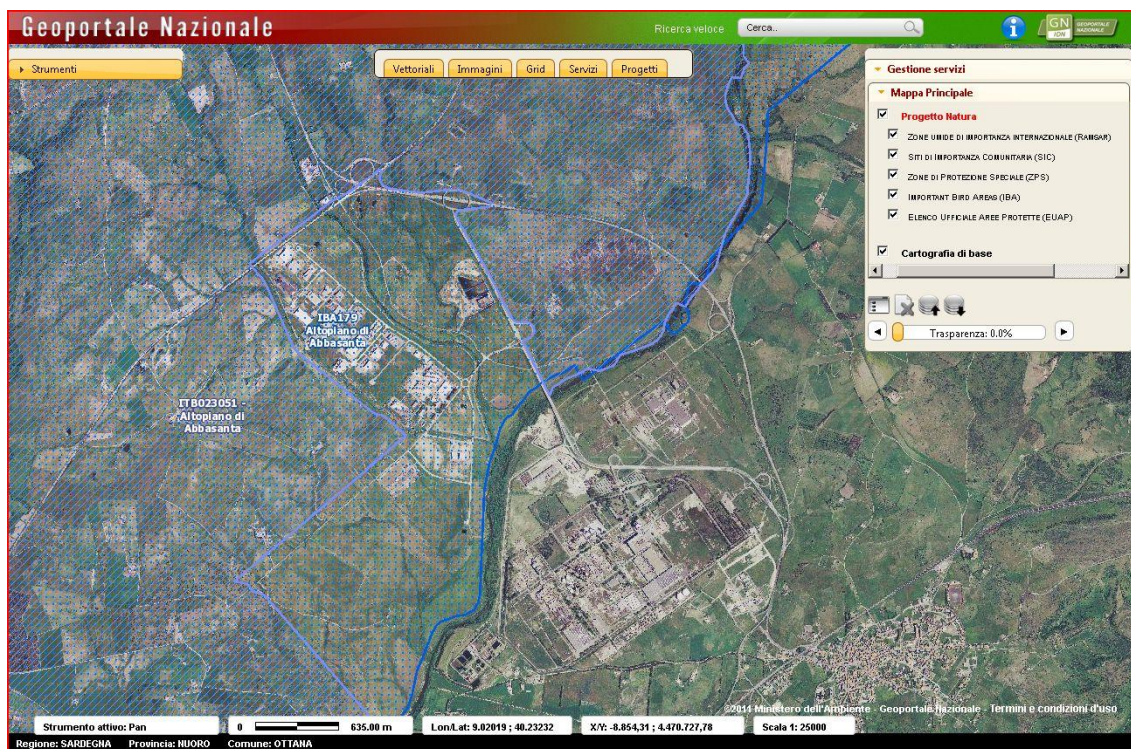 Geoportale Nazionale
Ricerca veloce
Cerca..
GN
IDN
GEOPORTALE
NAZIONALE
Strumenti
Vettoriali
Immagini
Grid
Servizi
Progetti
Gestione servizi
Mappa Principale
Progetto Natura
Zone umide di importanza internazionale (Ramsar)
Siti di Importanza Comunitaria (SIC)
Zone di Protezione Speciale (ZPS)
Important Bird Areas (IBA)
Elenco Ufficiale Aree Protette (EUAP)
Cartografia di base
Trasparenza: 0.0%
IBA179
Altopiano di
Abbasanta
ITB023051 -
Altopiano di
Abbasanta
©2011 Ministero dell'Ambiente - Geoportale Nazionale - Termini e condizioni d'uso
Strumento attivo: Pan
0 635.00 m
Lon/Lat: 9.02019 ; 40.23232
X/Y: -8.854,31 ; 4.470.727,78
Scala 1: 25000
Regione: SARDEGNA Provincia: NUORO Comune: OTTANA